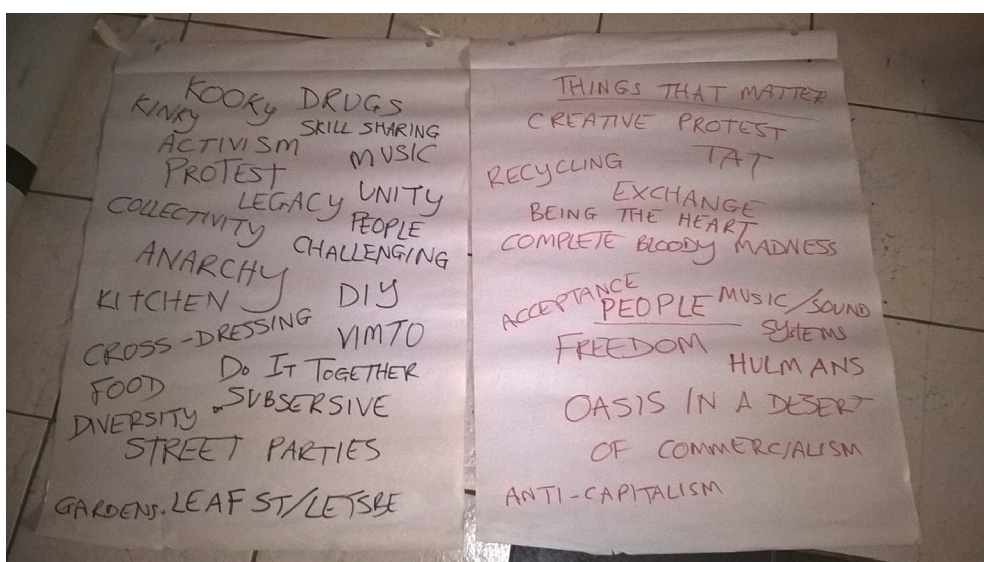 KOOKY DRUGS
KINKY
SKILL SHARING
ACTIVISM MUSIC
PROTEST
LEGACY UNITY
COLLECTIVITY PEOPLE
CHALLENGING
ANARCHY
KITCHEN DIY
CROSS-DRESSING VIMTO
DO IT TOGETHER
FOOD
SUBSERSIVE
DIVERSITY
STREET PARTIES
GARDENS. LEAF ST/LETSBE
THINGS THAT MATTER
CREATIVE PROTEST
TAT
RECYCLING
EXCHANGE
BEING THE HEART
COMPLETE BLOODY MADNESS
ACCEPTANCE
PEOPLE MUSIC/SOUND
SYSTEMS
FREEDOM
HULMANS
OASIS IN A DESERT
OF COMMERCIALISM
ANTI-CAPITALISM